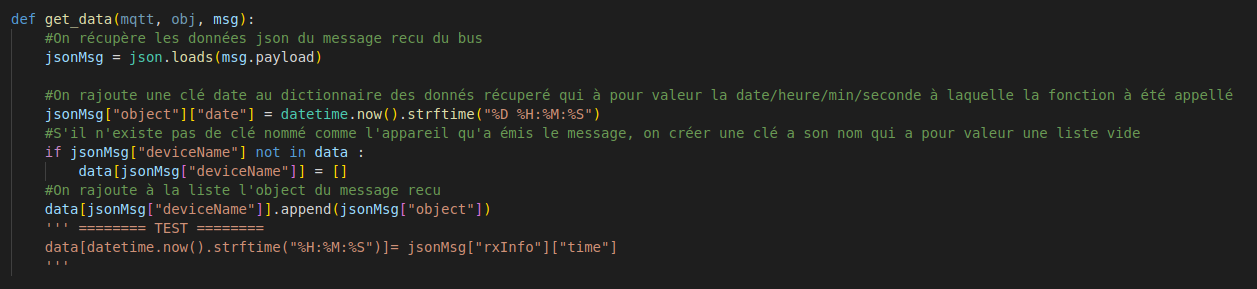 def get_data(mqtt, obj, msg):
    #On récupère les données json du message recu du bus
    jsonMsg = json.loads(msg.payload)

    #On rajoute une clé date au dictionnaire des donnés récuperé qui à pour valeur la date/heure/min/seconde à laquelle la fonction à été appellé
    jsonMsg["object"]["date"] = datetime.now().strftime("%D %H:%M:%S")
    #S'il n'existe pas de clé nommé comme l'appareil qu'a émis le message, on créer une clé a son nom qui a pour valeur une liste vide
    if jsonMsg["deviceName"] not in data :
        data[jsonMsg["deviceName"]] = []
    #On rajoute à la liste l'object du message recu
    data[jsonMsg["deviceName"]].append(jsonMsg["object"])
    ''' ======== TEST ========
    data[datetime.now().strftime("%H:%M:%S")]= jsonMsg["rxInfo"]["time"]
    '''